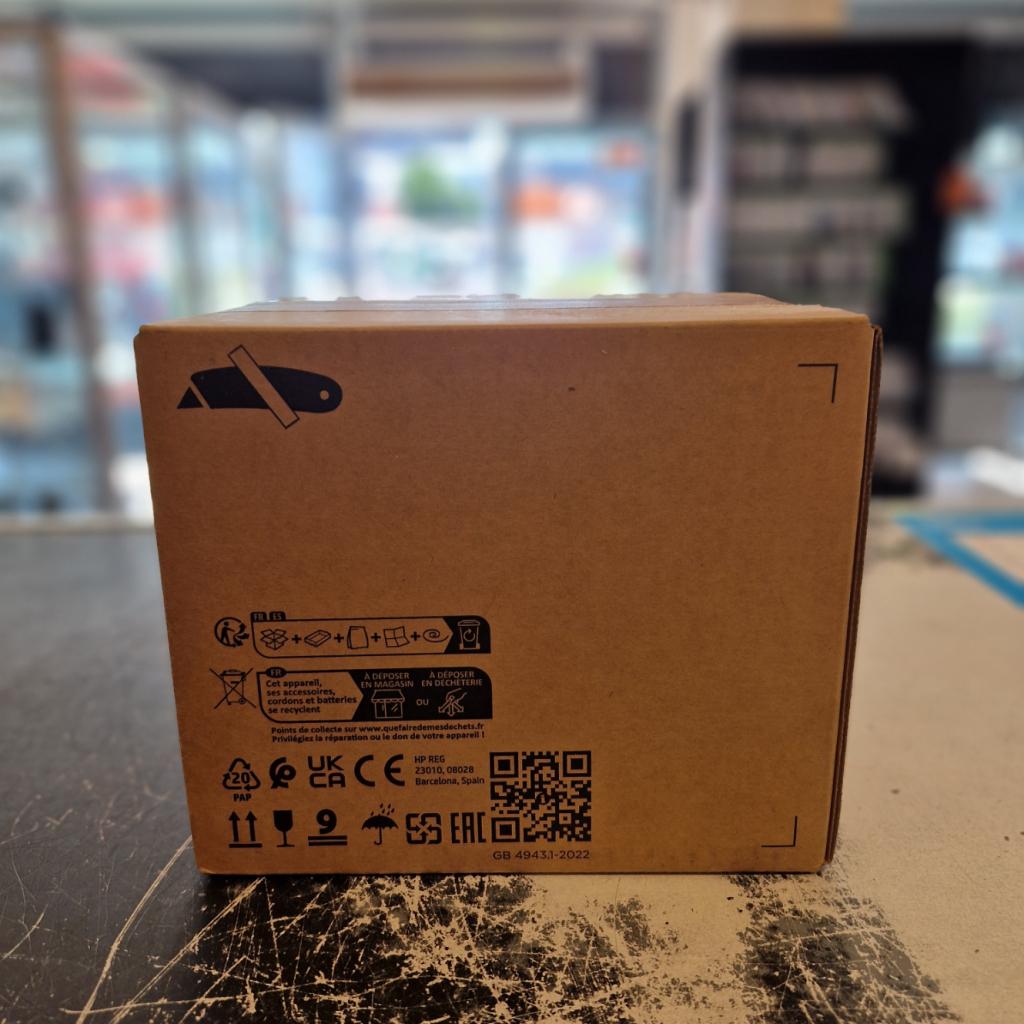 FR ES
FR
Cet appareil,
ses accessoires,
cordons et batteries
se recyclent
À DÉPOSER
EN MAGASIN
OU
À DÉPOSER
EN DÉCHÈTERIE
Points de collecte sur www.quefairedemesdechets.fr
Privilégiez la réparation ou le don de votre appareil !
20
PAP
UK
CA
CE
HP REG
23010, 08028
Barcelona, Spain
9
EAC
GB 4943.1-2022